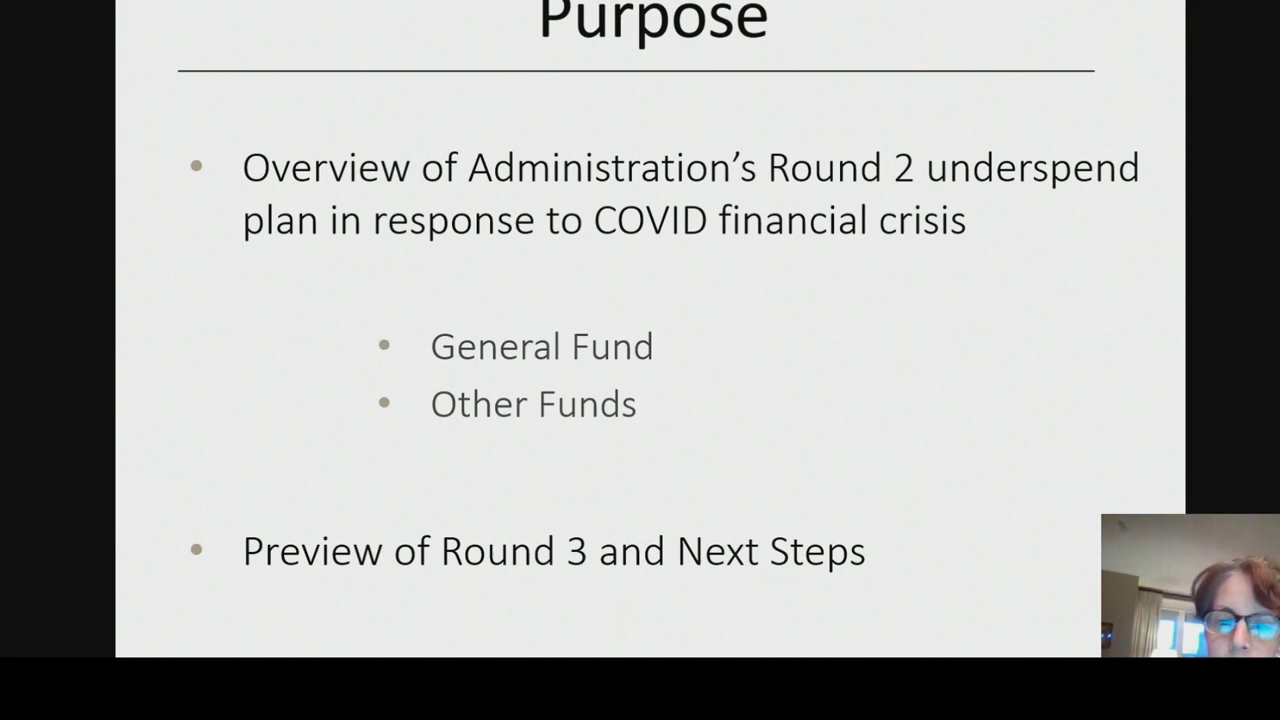 Purpose
• Overview of Administration’s Round 2 underspend
plan in response to COVID financial crisis
• General Fund
• Other Funds
• Preview of Round 3 and Next Steps